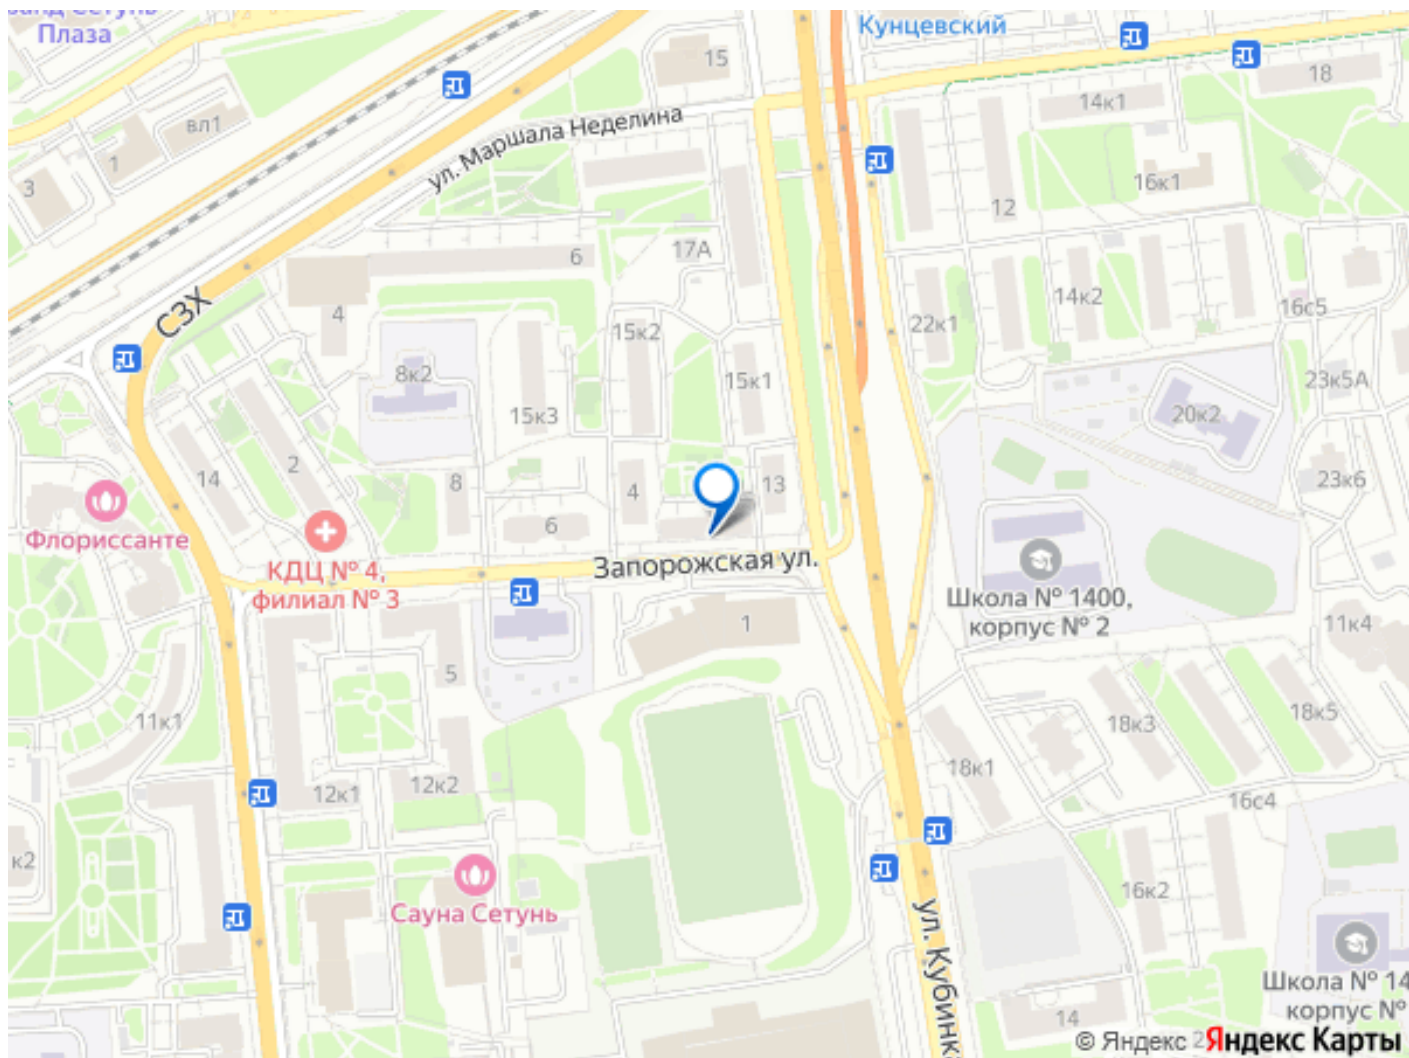 Плаза
Кунцевский
15
18
14к1
вл1
ул. Маршала Неделина
1
3
16к1
12
17А
6
14к2
16с5
СЗХ
4
15к2
22к1
8к2
15к1
23к5А
15к3
20к2
2
14
8
4
13
23к6
6
Флориссанте
Запорожская ул.
КДЦ № 4,
филиал № 3
Школа № 1400,
корпус № 2
1
11к4
5
11к1
18к3
18к5
18к1
12к1
12к2
16с4
к2
16к2
Сауна Сетунь
ул. Кубинк
Школа № 14
корпус №
14
© Яндекс 2
Яндекс Карты